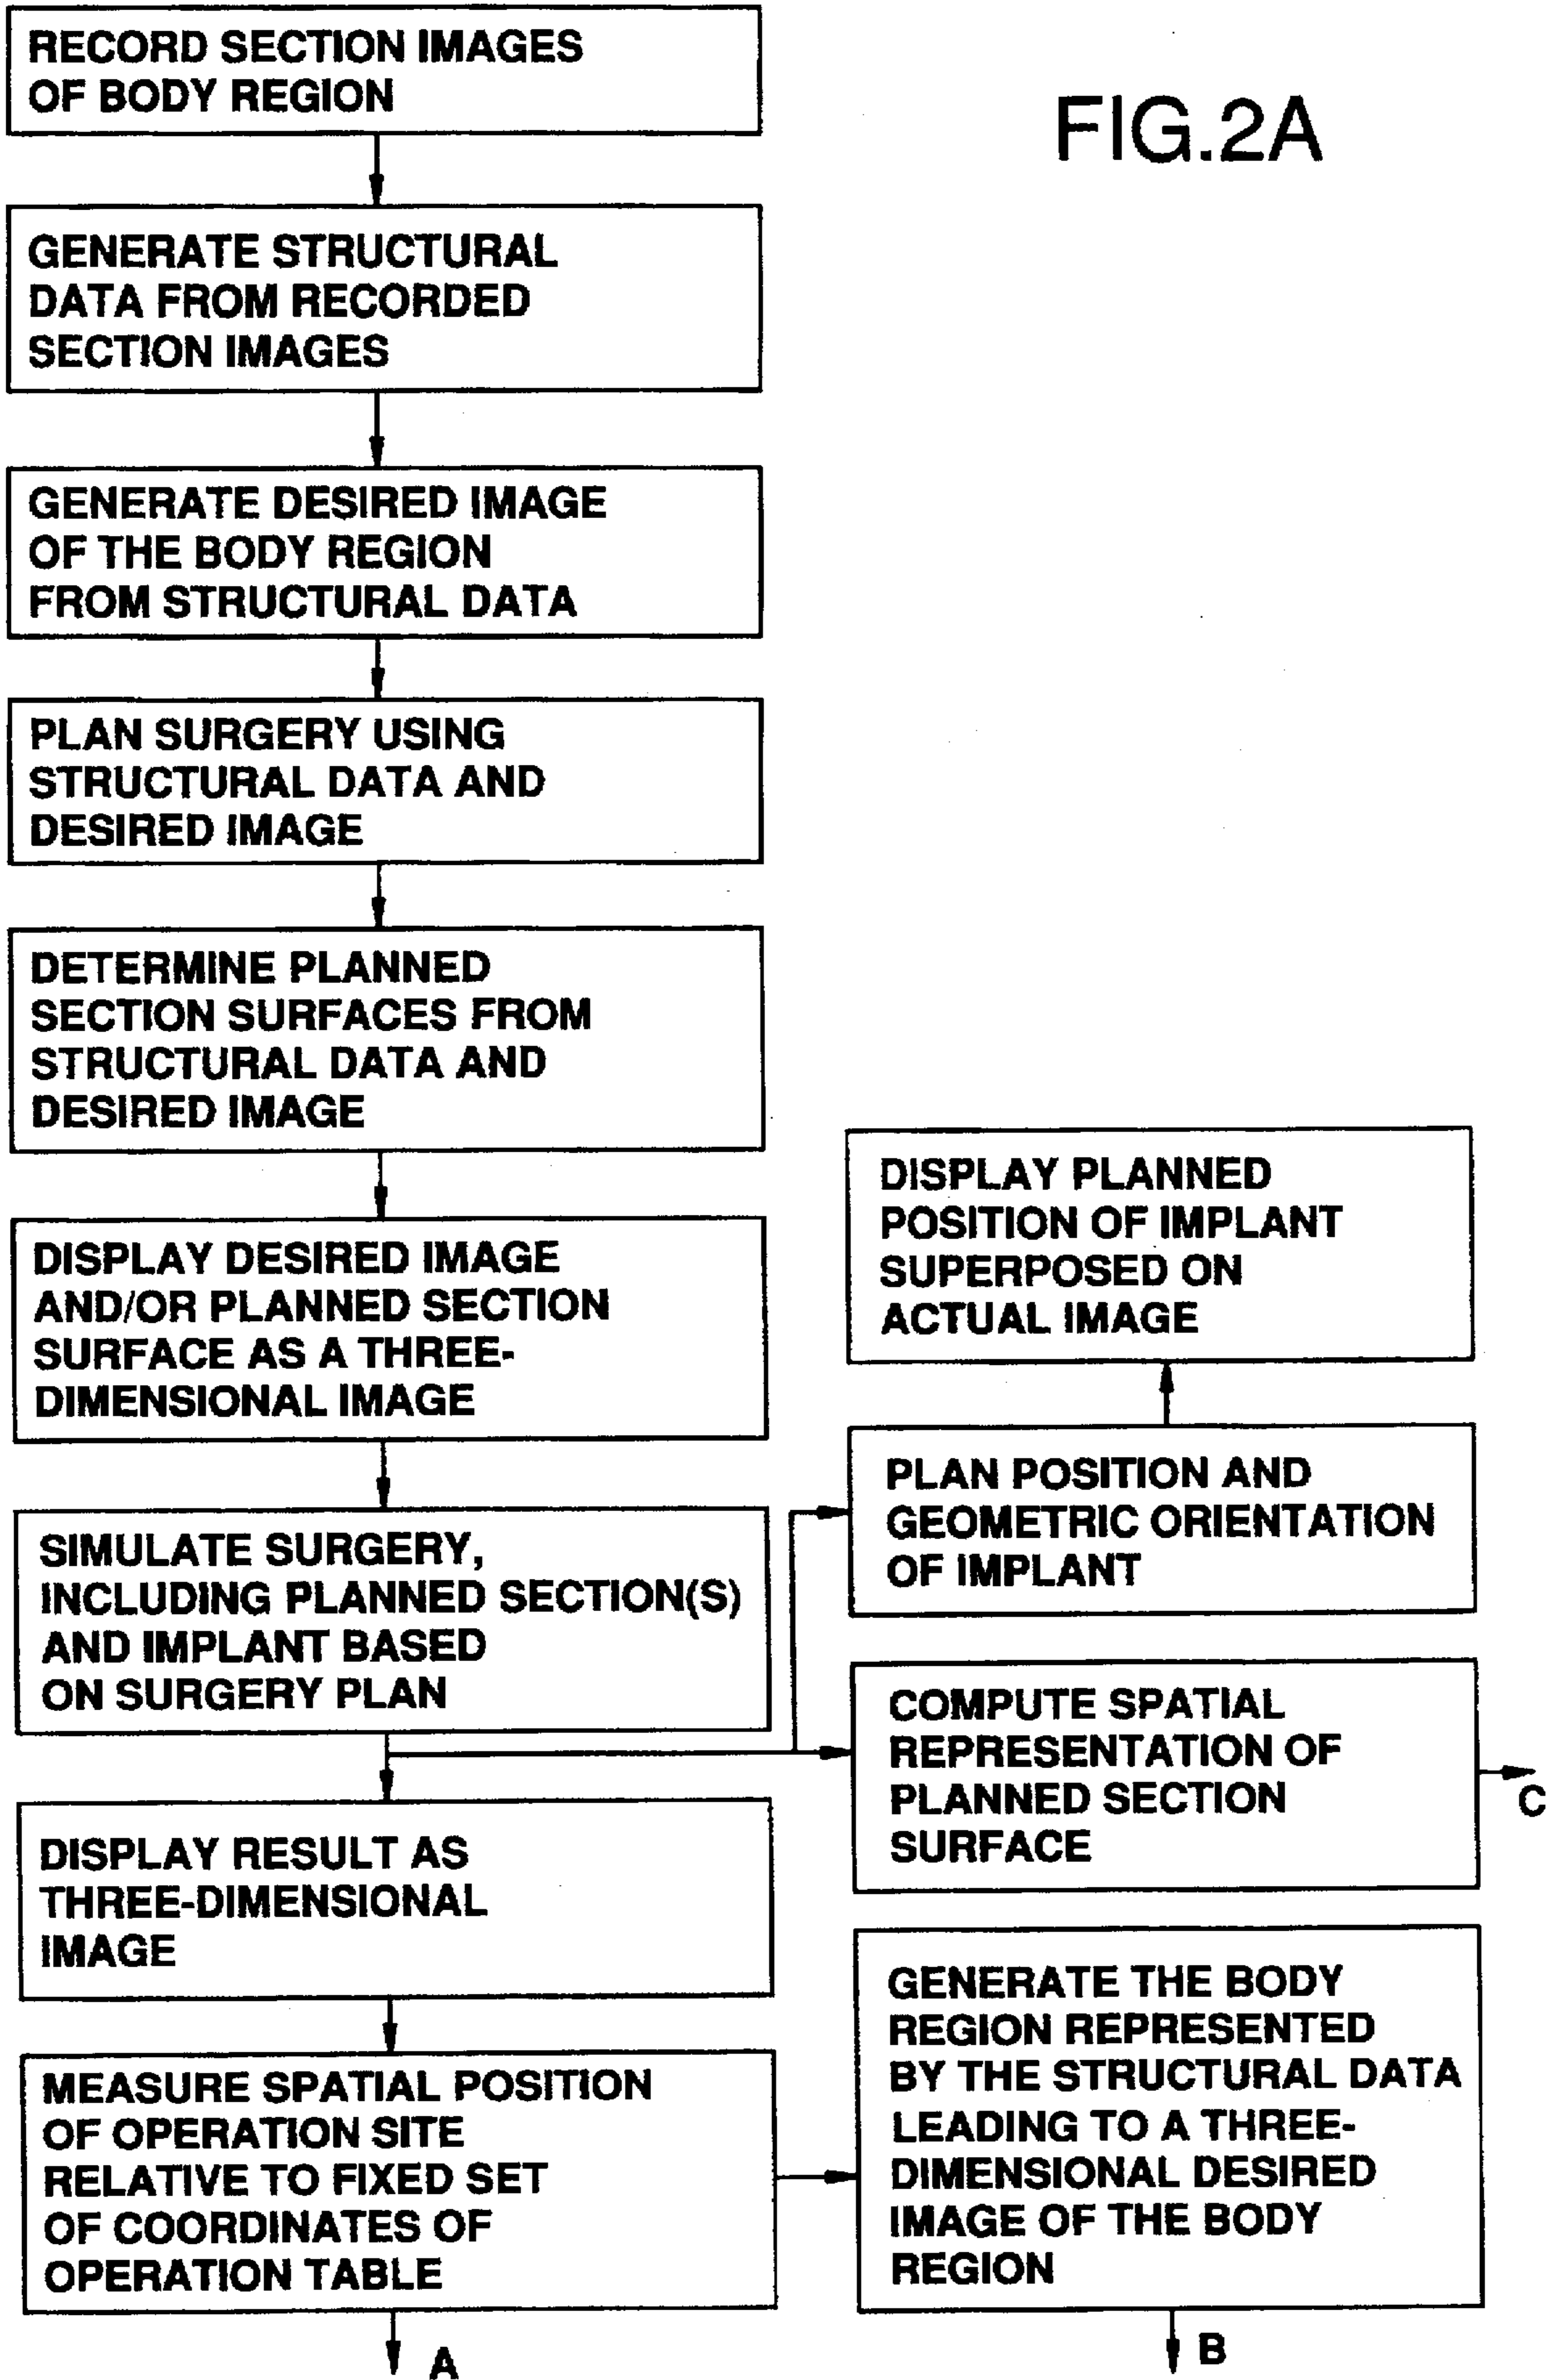 FIG.2A
RECORD SECTION IMAGES
OF BODY REGION
GENERATE STRUCTURAL
DATA FROM RECORDED
SECTION IMAGES
GENERATE DESIRED IMAGE
OF THE BODY REGION
FROM STRUCTURAL DATA
PLAN SURGERY USING
STRUCTURAL DATA AND
DESIRED IMAGE
DETERMINE PLANNED
SECTION SURFACES FROM
STRUCTURAL DATA AND
DESIRED IMAGE
DISPLAY DESIRED IMAGE
AND/OR PLANNED SECTION
SURFACE AS A THREE-
DIMENSIONAL IMAGE
SIMULATE SURGERY,
INCLUDING PLANNED SECTION(S)
AND IMPLANT BASED
ON SURGERY PLAN
DISPLAY RESULT AS
THREE-DIMENSIONAL
IMAGE
MEASURE SPATIAL POSITION
OF OPERATION SITE
RELATIVE TO FIXED SET
OF COORDINATES OF
OPERATION TABLE
A
DISPLAY PLANNED
POSITION OF IMPLANT
SUPERPOSED ON
ACTUAL IMAGE
PLAN POSITION AND
GEOMETRIC ORIENTATION
OF IMPLANT
COMPUTE SPATIAL
REPRESENTATION OF
PLANNED SECTION
SURFACE
C
GENERATE THE BODY
REGION REPRESENTED
BY THE STRUCTURAL DATA
LEADING TO A THREE-
DIMENSIONAL DESIRED
IMAGE OF THE BODY
REGION
B